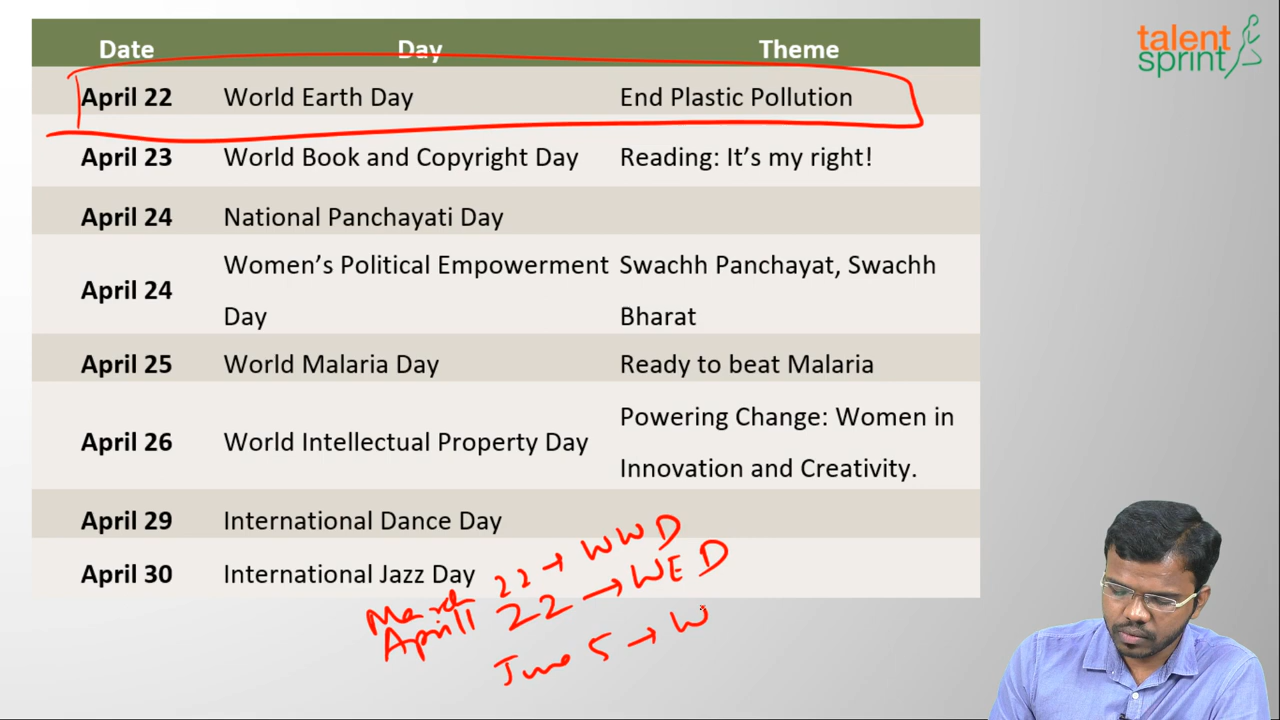 Date Day Theme
talent
sprint
April 22 World Earth Day End Plastic Pollution
April 23 World Book and Copyright Day Reading: It's my right!
April 24 National Panchayati Day
April 24 Women's Political Empowerment Day Swachh Panchayat, Swachh Bharat
April 25 World Malaria Day Ready to beat Malaria
April 26 World Intellectual Property Day Powering Change: Women in Innovation and Creativity.
April 29 International Dance Day
April 30 International Jazz Day
March 22 → WWD
April 22 → WED
June 5 → W